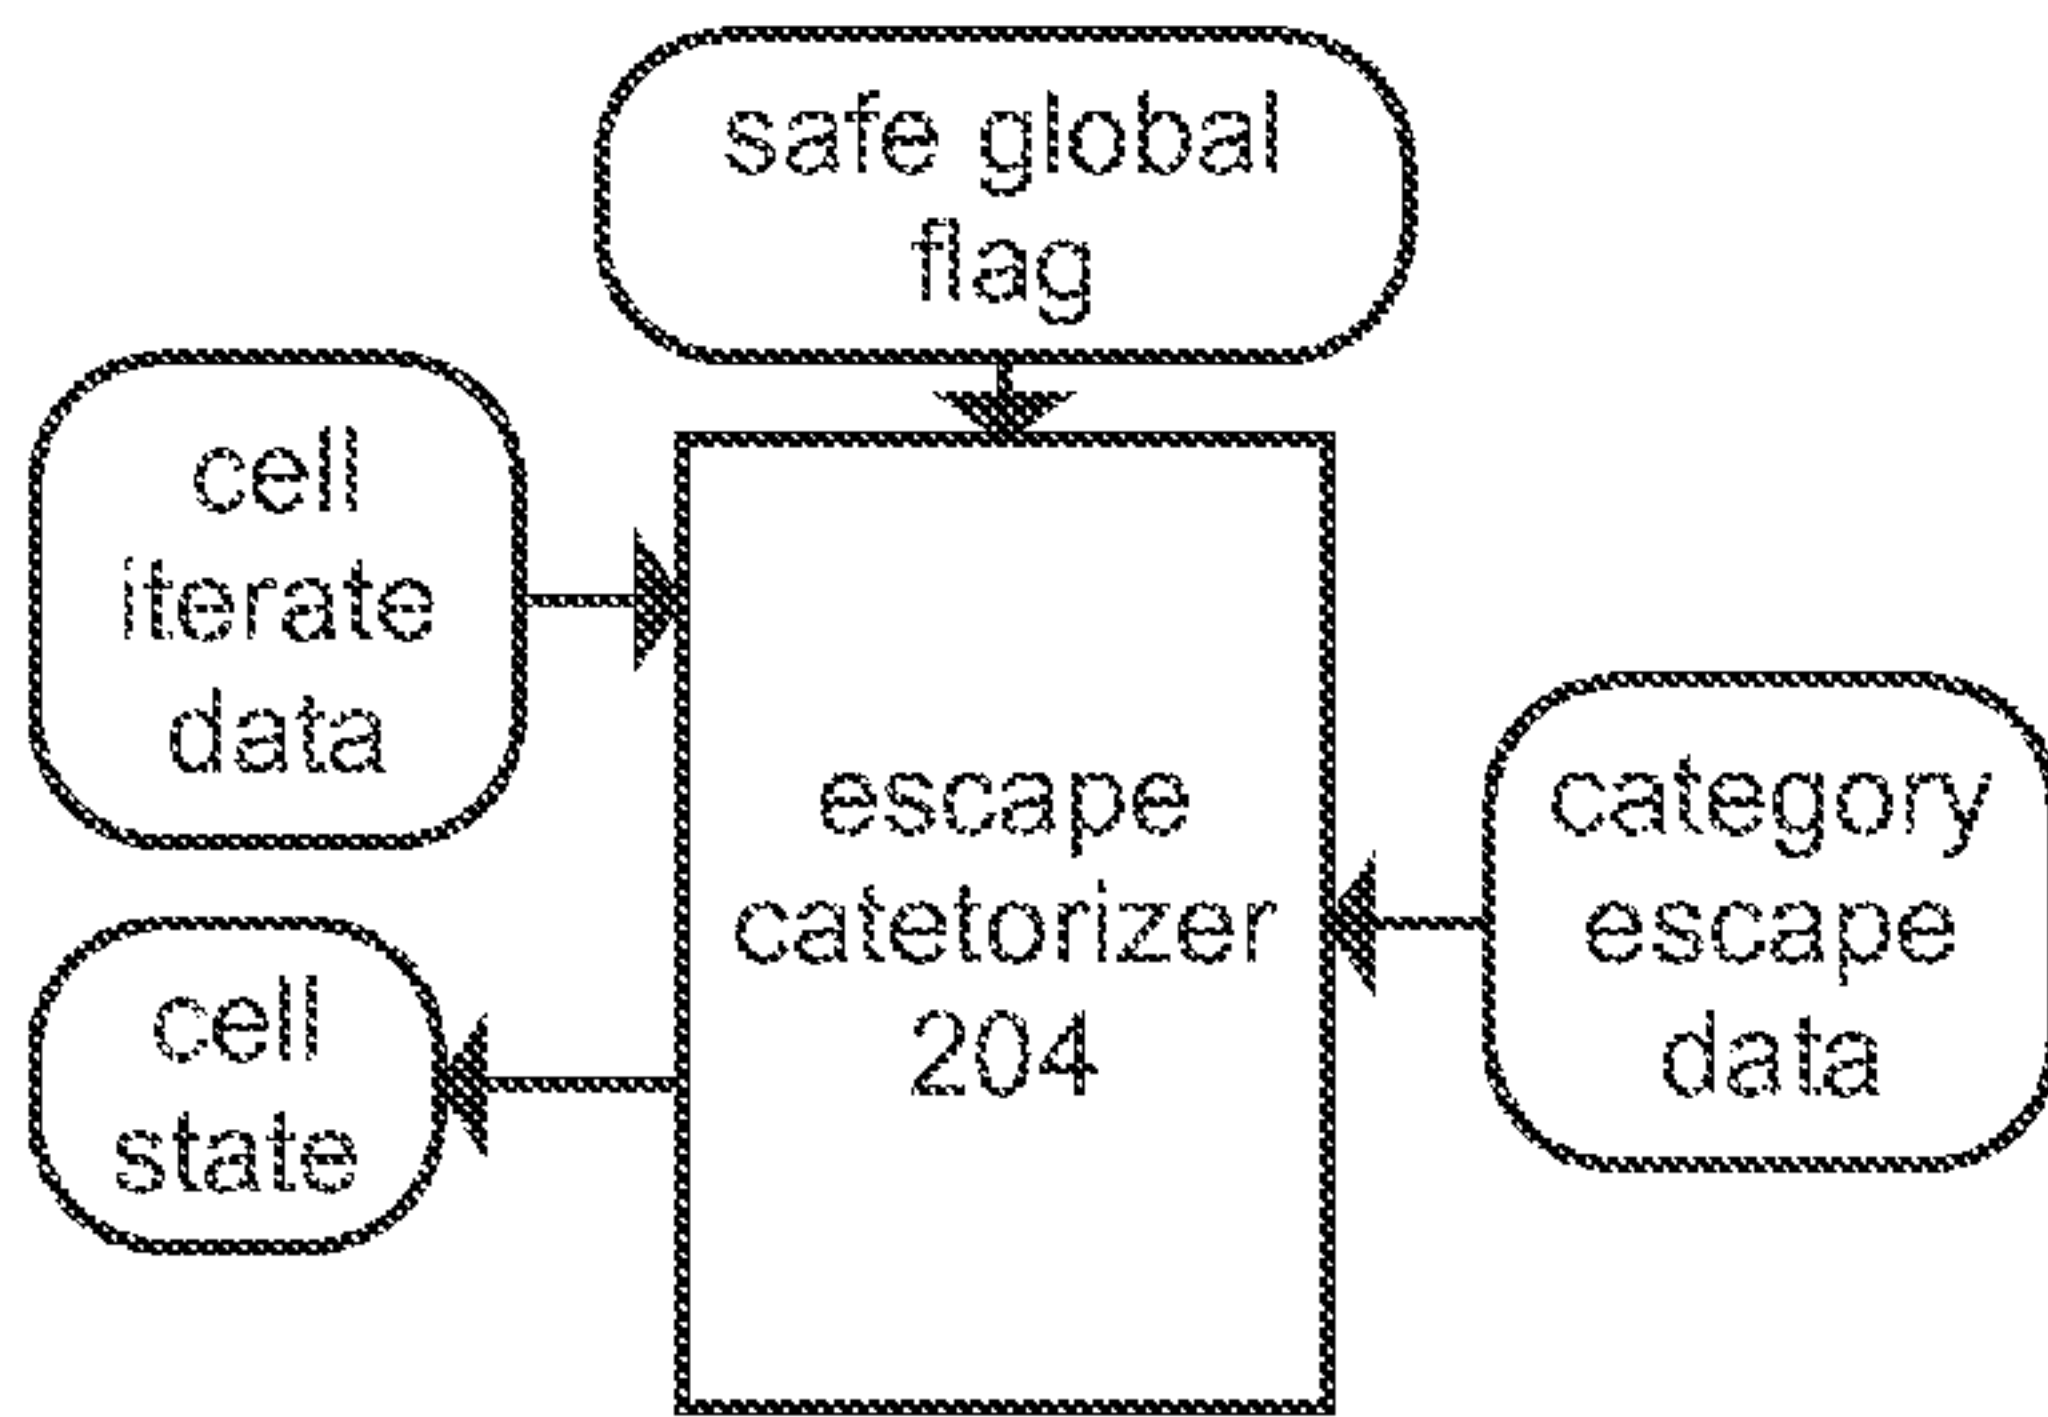 safe global
flag
cell
iterate
data
escape
catetorizer
204
category
escape
data
cell
state